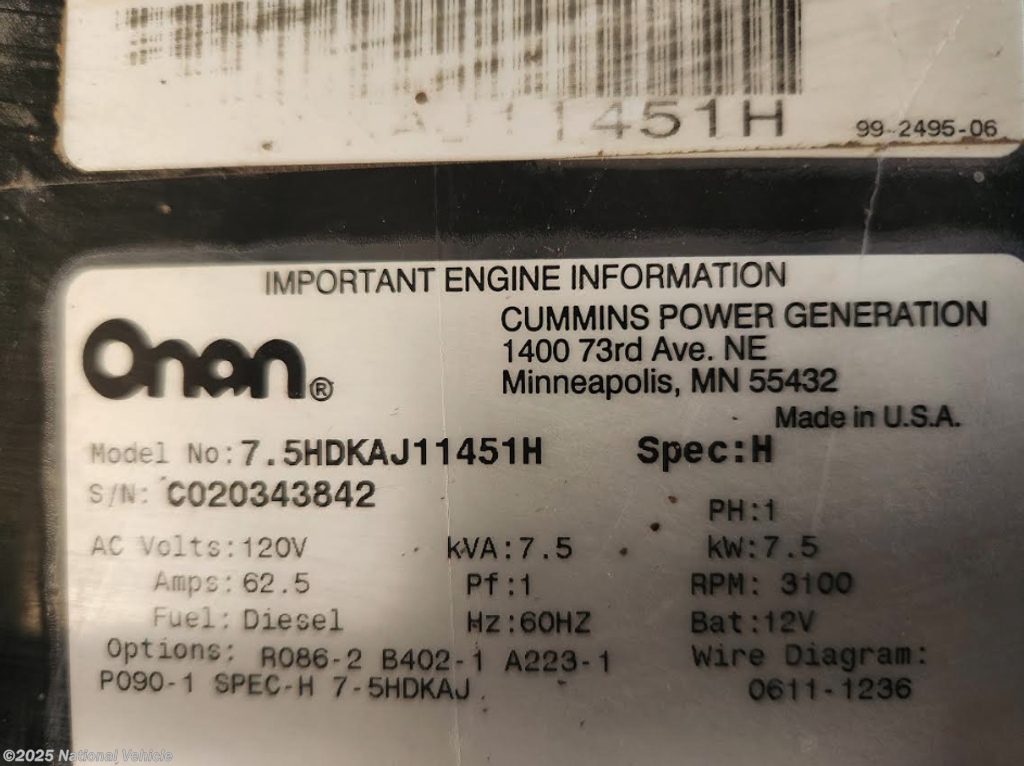 AJ11451H
99-2495-06
IMPORTANT ENGINE INFORMATION
Onan®
CUMMINS POWER GENERATION
1400 73rd Ave. NE
Minneapolis, MN 55432
Made in U.S.A.
Model No:7.5HDKAJ11451H Spec:H
S/N: C020343842
PH:1
AC Volts:120V kVA:7.5 kW:7.5
Amps:62.5 Pf:1 RPM: 3100
Fuel: Diesel Hz:60HZ Bat:12V
Options: R086-2 B402-1 A223-1 Wire Diagram:
P090-1 SPEC-H 7-5HDKAJ 0611-1236
©2025 National Vehicle